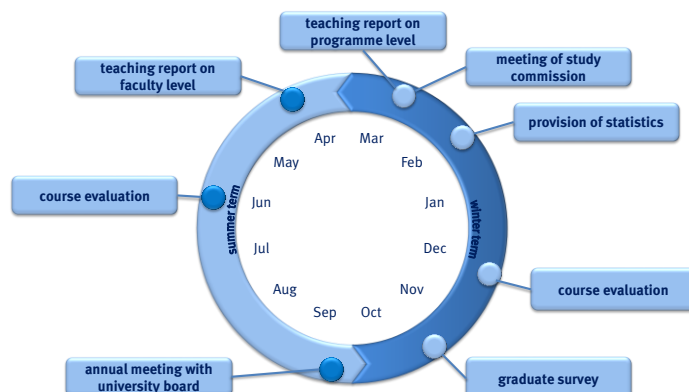 teaching report on
programme level
meeting of study
commission
teaching report on
faculty level
provision of statistics
Apr
Mar
May
Feb
course evaluation
Jun
Jan
summer term
winter term
Jul
Dec
Aug
Nov
course evaluation
Sep
Oct
annual meeting with
university board
graduate survey